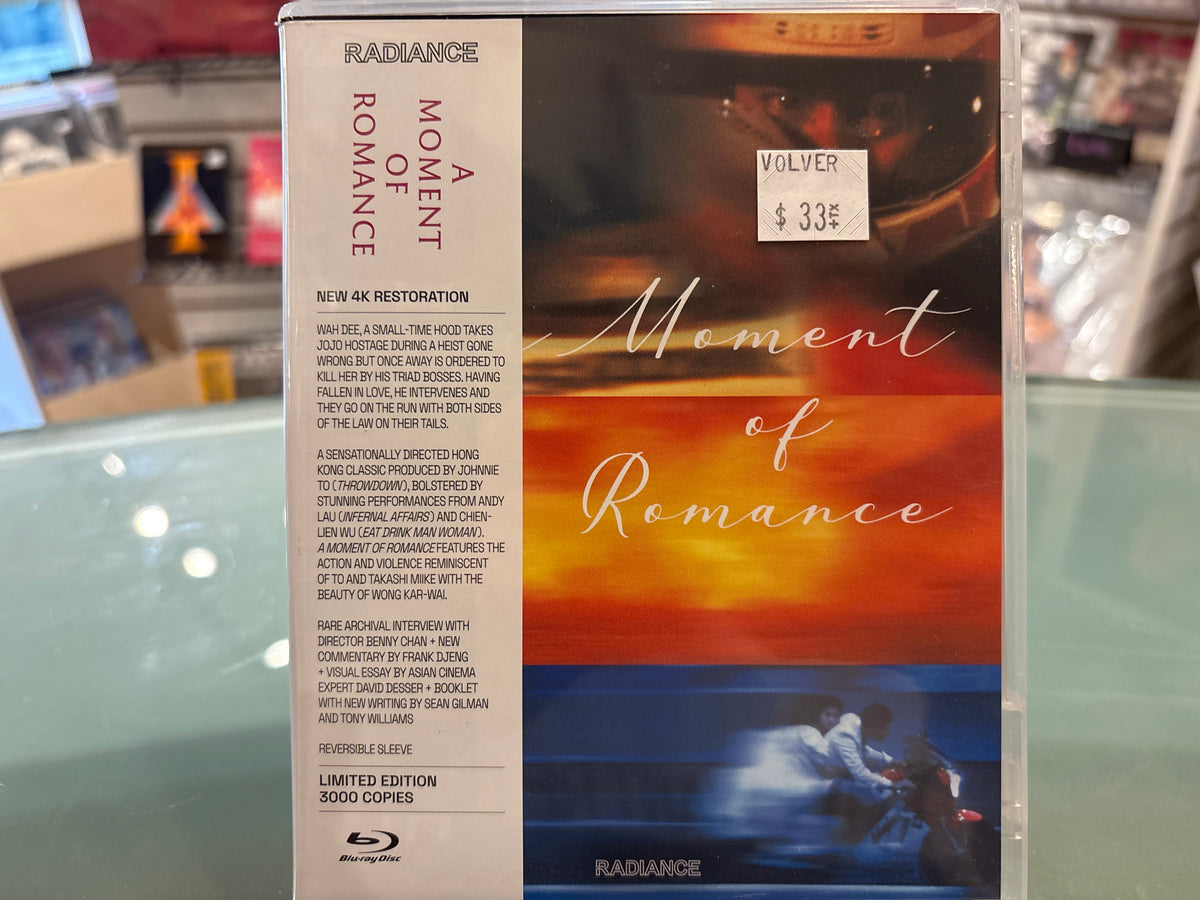 RADIANCE
A
MOMENT
OF
ROMANCE
NEW 4K RESTORATION
WAH DEE, A SMALL-TIME HOOD TAKES
JOJO HOSTAGE DURING A HEIST GONE
WRONG BUT ONCE AWAY IS ORDERED TO
KILL HER BY HIS TRIAD BOSSES. HAVING
FALLEN IN LOVE, HE INTERVENES AND
THEY GO ON THE RUN WITH BOTH SIDES
OF THE LAW ON THEIR TAILS.
A SENSATIONALLY DIRECTED HONG
KONG CLASSIC PRODUCED BY JOHNNIE
TO (THROWDOWN), BOLSTERED BY
STUNNING PERFORMANCES FROM ANDY
LAU (INFERNAL AFFAIRS) AND CHIEN-
LIEN WU (EAT DRINK MAN WOMAN).
A MOMENT OF ROMANCE FEATURES THE
ACTION AND VIOLENCE REMINISCENT
OF TO AND TAKASHI MIIKE WITH THE
BEAUTY OF WONG KAR-WAI.
RARE ARCHIVAL INTERVIEW WITH
DIRECTOR BENNY CHAN + NEW
COMMENTARY BY FRANK DJENG
+ VISUAL ESSAY BY ASIAN CINEMA
EXPERT DAVID DESSER + BOOKLET
WITH NEW WRITING BY SEAN GILMAN
AND TONY WILLIAMS
REVERSIBLE SLEEVE
LIMITED EDITION
3000 COPIES
Blu-ray Disc
VOLVER
$ 33
Moment
of
Romance
RADIANCE